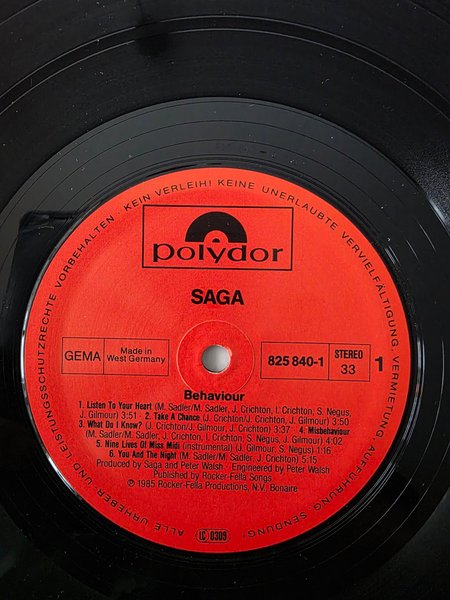 ALLE URHEBER UND LEISTUNGSSCHUTZRECHTE VORBEHALTEN · KEIN VERLEIH! KEINE UNERLAUBTE VERVIELFÄLTIGUNG, VERMIETUNG, AUFFÜHRUNG, SENDUNG!
polydor
SAGA
GEMA Made in West Germany 825 840-1 STEREO 33 1
Behaviour
1. Listen To Your Heart (M. Sadler/M. Sadler, J. Crichton, I. Crichton, S. Negus,
J. Gilmour) 3:51 · 2. Take A Chance (J. Crichton/J. Crichton, J. Gilmour) 3:50
3. What Do I Know? (J. Crichton/J. Gilmour, J. Crichton) 3:37 · 4. Misbehaviour
(M. Sadler/M. Sadler, J. Crichton, I. Crichton, J. Gilmour) 4:02
5. Nine Lives Of Miss Midi (instrumental) (J. Gilmour, S. Negus) 1:16
6. You And The Night (M. Sadler/M. Sadler, J. Crichton) 5:15
Produced by Saga and Peter Walsh · Engineered by Peter Walsh
Published by Rocker-Fella Songs
℗ 1985 Rocker-Fella Productions, N.V. Bonaire
LC 0309